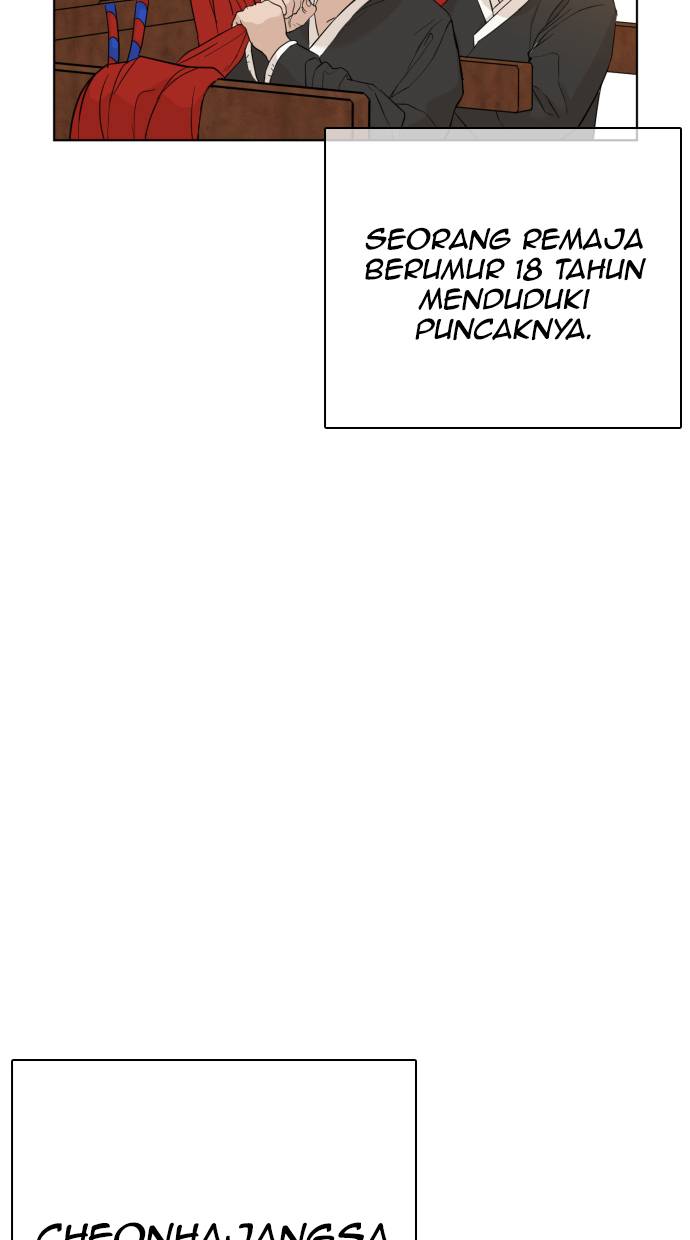 SEORANG REMAJA
BERUMUR 18 TAHUN
MENDUDUKI
PUNCAKNYA.
CHEONHAJANGSA